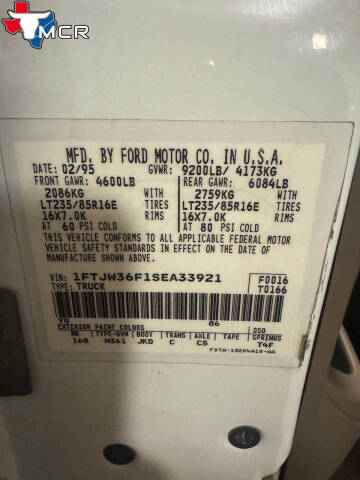 MCR
MFD. BY FORD MOTOR CO. IN U.S.A.
DATE: 02/95 GVWR: 9200LB/ 4173KG
FRONT GAWR: 4600LB REAR GAWR: 6084LB
2086KG WITH 2759KG WITH
LT235/85R16E TIRES LT235/85R16E TIRES
16X7.0K RIMS 16X7.0K RIMS
AT 60 PSI COLD AT 80 PSI COLD
THIS VEHICLE CONFORMS TO ALL APPLICABLE FEDERAL MOTOR
VEHICLE SAFETY STANDARDS IN EFFECT ON THE DATE OF
MANUFACTURE SHOWN ABOVE.
VIN: 1FTJW36F1SEA33921 F0016
TYPE: TRUCK T0166
YO 86
EXTERIOR PAINT COLORS DSO
WB TYPE-GVW BODY TRANS AXLE TAPE SPRINGS
168 W361 JKD C C5 T4F